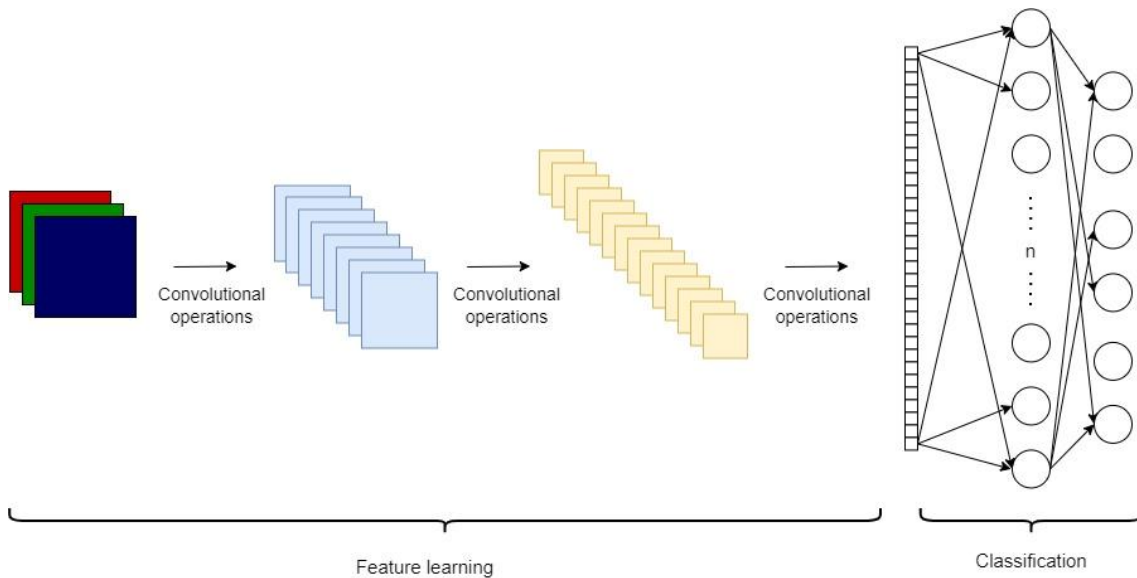 Convolutional
operations
Convolutional
operations
Convolutional
operations
n
Feature learning
Classification